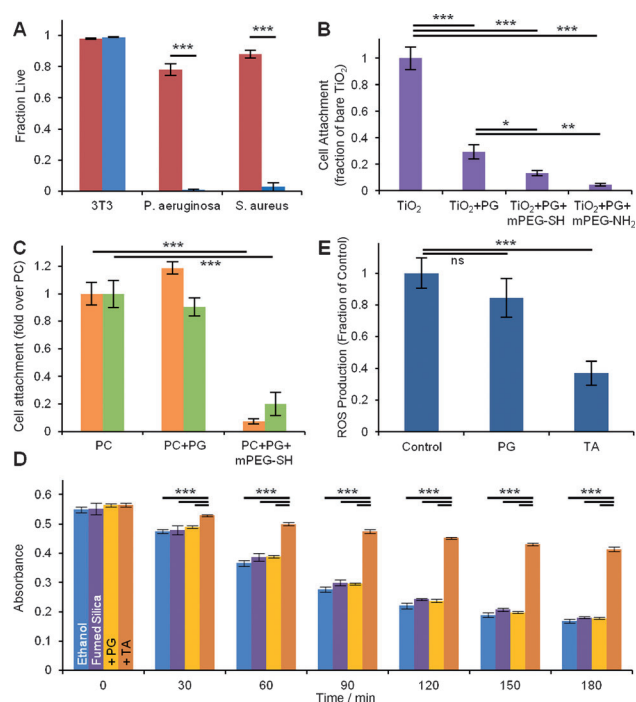 A
Fraction Live
1
0.8
0.6
0.4
0.2
0
***
***
3T3
P. aeruginosa
S. aureus
B
Cell Attachment
(fraction of bare TiO2)
1.2
1
0.8
0.6
0.4
0.2
0
***
***
***
*
**
TiO2
TiO2+PG
TiO2+PG+
mPEG-SH
TiO2+PG+
mPEG-NH2
C
Cell attachment (fold over PC)
1.2
1
0.8
0.6
0.4
0.2
0
***
***
PC
PC+PG
PC+PG+
mPEG-SH
E
ROS Production (Fraction of Control)
1.2
1
0.8
0.6
0.4
0.2
0
***
ns
Control
PG
TA
D
Absorbance
0.6
0.5
0.4
0.3
0.2
0.1
0
***
***
***
***
***
***
Ethanol
Fumed Silica
+ PG
+ TA
0
30
60
90
120
150
180
Time / min